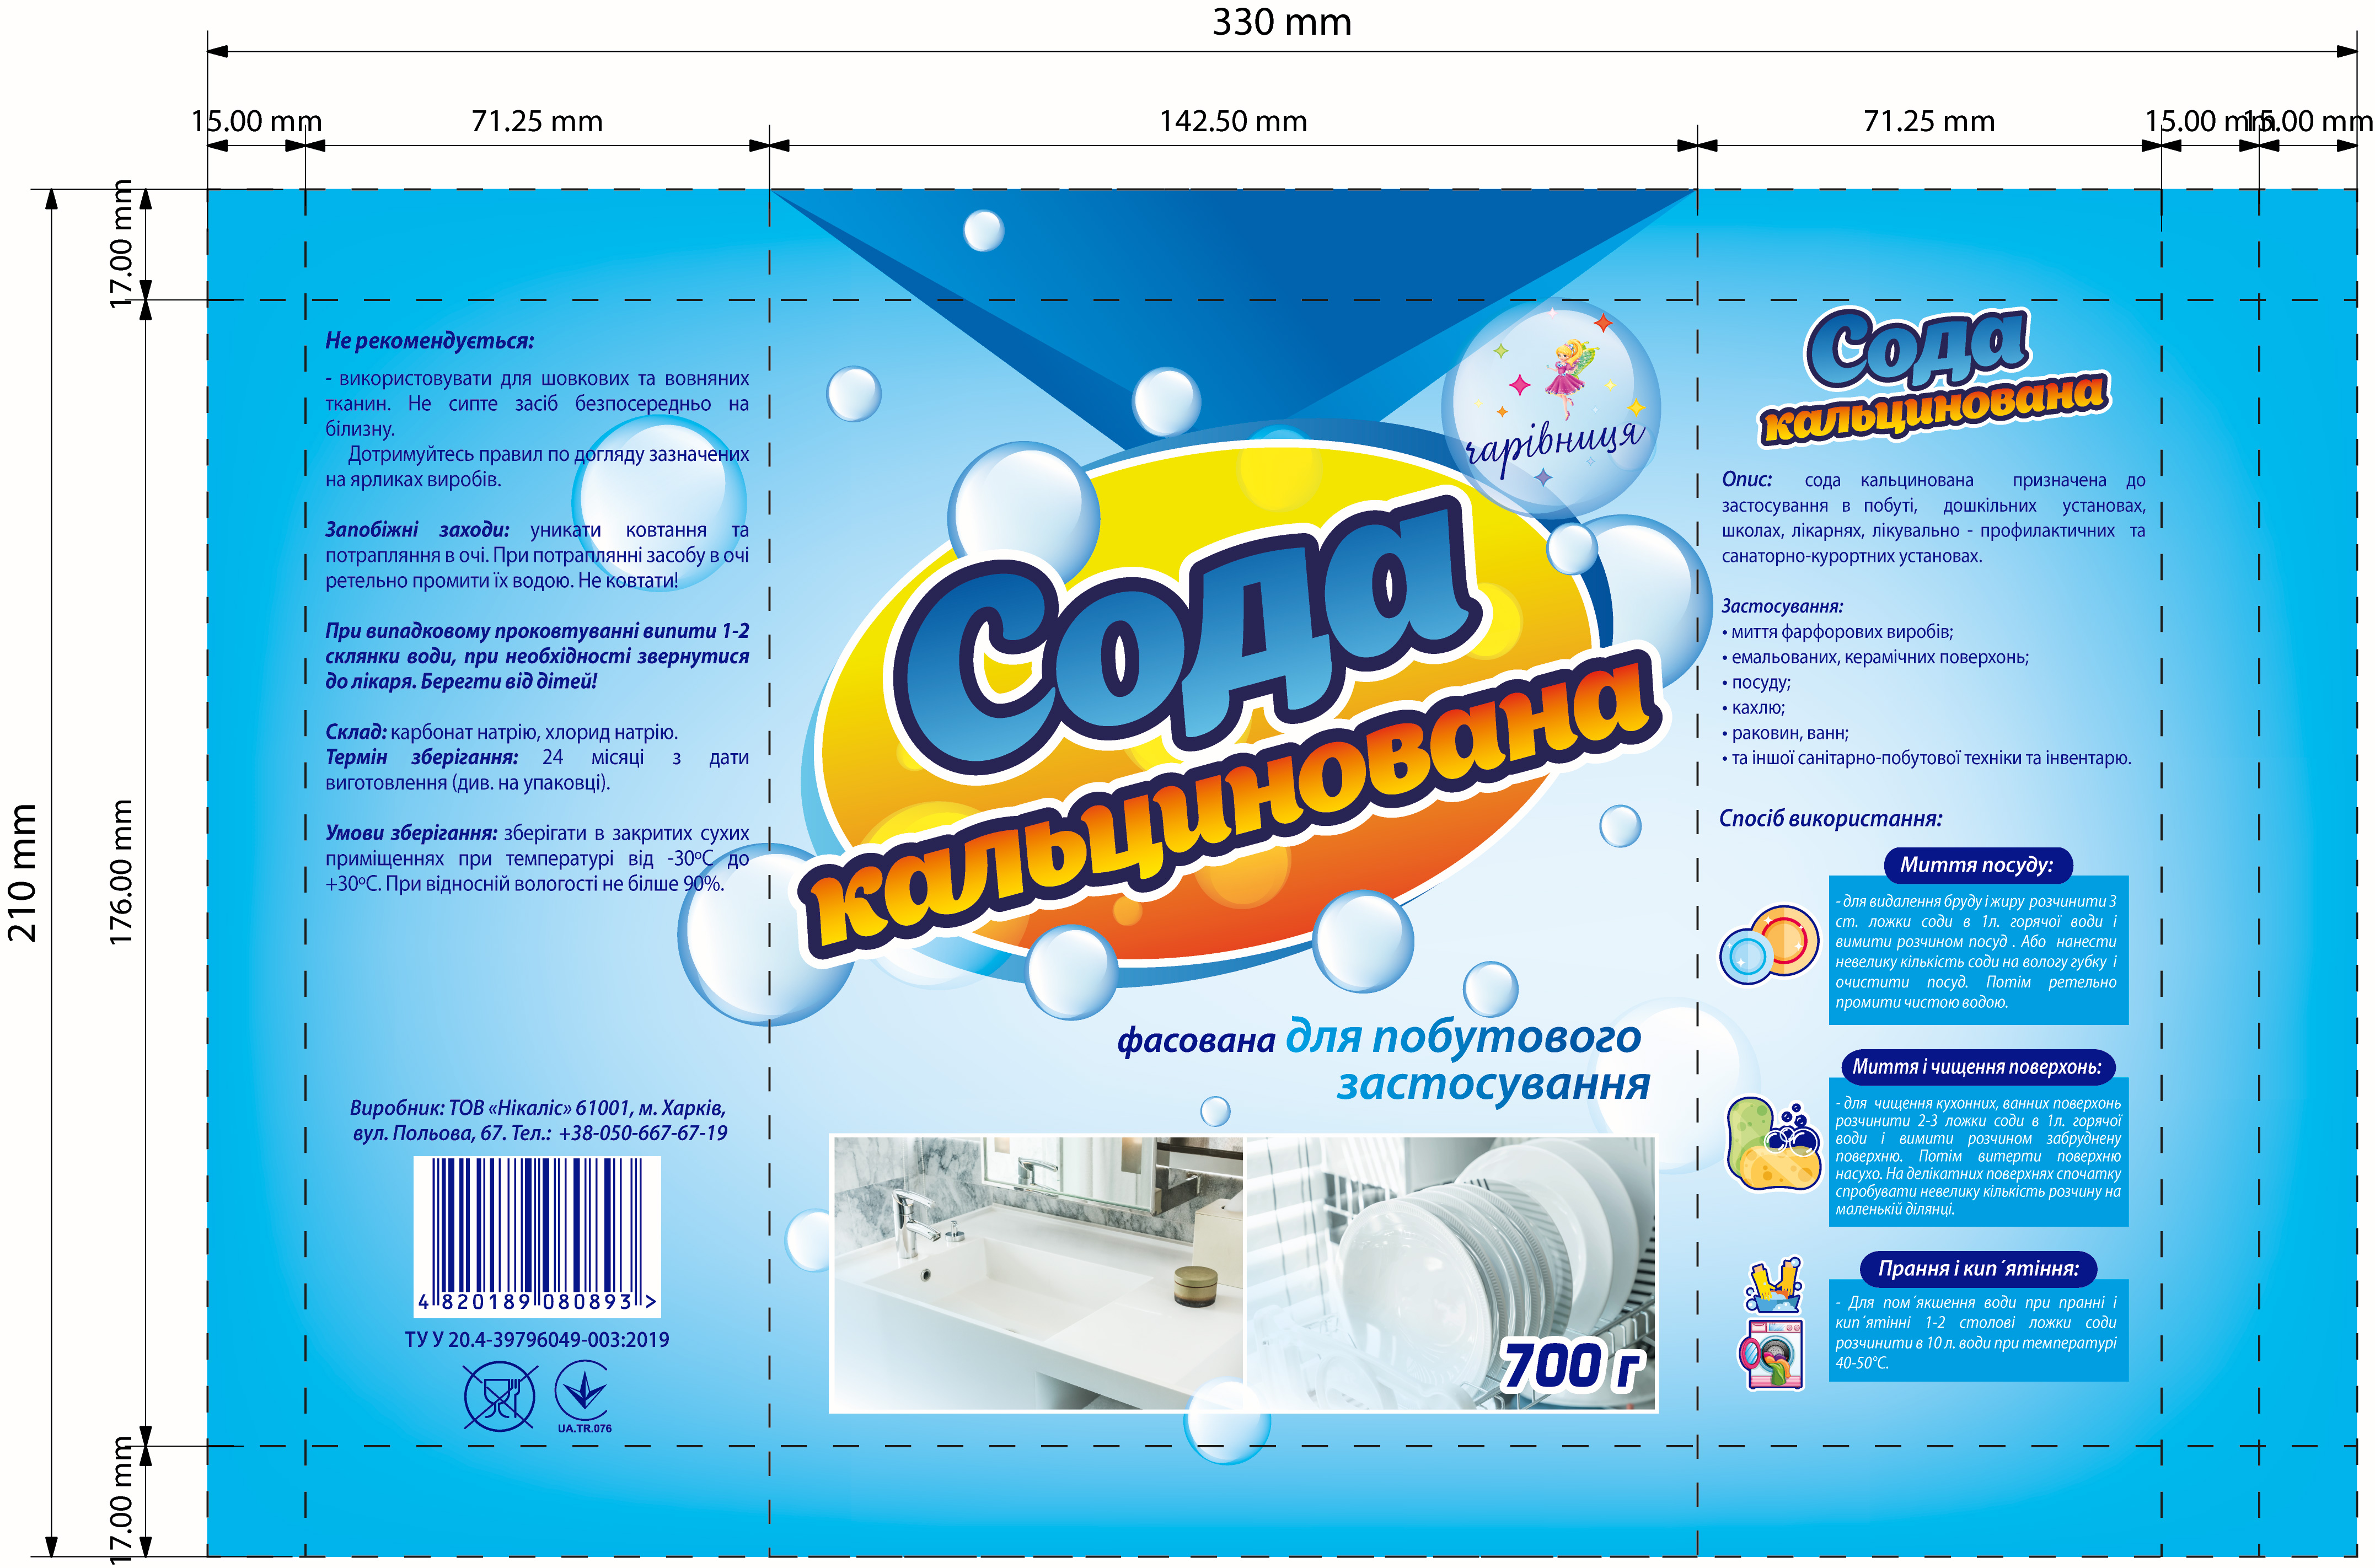 330 mm
15.00 mm
71.25 mm
142.50 mm
71.25 mm
15.00 mm
15.00 mm
17.00 mm
210 mm
176.00 mm
17.00 mm
Не рекомендується:
- використовувати для шовкових та вовняних
тканин. Не сипте засіб безпосередньо на
білизну.
Дотримуйтесь правил по догляду зазначених
на ярликах виробів.
Запобіжні заходи: уникати ковтання та
потрапляння в очі. При потраплянні засобу в очі
ретельно промити їх водою. Не ковтати!
При випадковому проковтуванні випити 1-2
склянки води, при необхідності звернутися
до лікаря. Берегти від дітей!
Склад: карбонат натрію, хлорид натрію.
Термін зберігання: 24 місяці з дати
виготовлення (див. на упаковці).
Умови зберігання: зберігати в закритих сухих
приміщеннях при температурі від -30ºС до
+30ºС. При відносній вологості не білше 90%.
Виробник: ТОВ «Нікаліс» 61001, м. Харків,
вул. Польова, 67. Тел.: +38-050-667-67-19
4 820189 080893 >
ТУ У 20.4-39796049-003:2019
UA.TR.076
чарівниця
Сода
кальцинована
фасована для побутового
застосування
700 г
Сода
кальцинована
Опис: сода кальцинована призначена до
застосування в побуті, дошкільних установах,
школах, лікарнях, лікувально - профилактичних та
санаторно-курортних установах.
Застосування:
• миття фарфорових виробів;
• емальованих, керамічних поверхонь;
• посуду;
• кахлю;
• раковин, ванн;
• та іншої санітарно-побутової техніки та інвентарю.
Спосіб використання:
Миття посуду:
- для видалення бруду і жиру розчинити 3
ст. ложки соди в 1л. горячої води і
вимити розчином посуд . Або нанести
невелику кількість соди на вологу губку і
очистити посуд. Потім ретельно
промити чистою водою.
Миття і чищення поверхонь:
- для чищення кухонних, ванних поверхонь
розчинити 2-3 ложки соди в 1л. горячої
води і вимити розчином забруднену
поверхню. Потім витерти поверхню
насухо. На делікатних поверхнях спочатку
спробувати невелику кількість розчину на
маленькій ділянці.
Прання і кип´ятіння:
- Для пом´якшення води при пранні і
кип´ятінні 1-2 столові ложки соди
розчинити в 10 л. води при температурі
40-50°С.